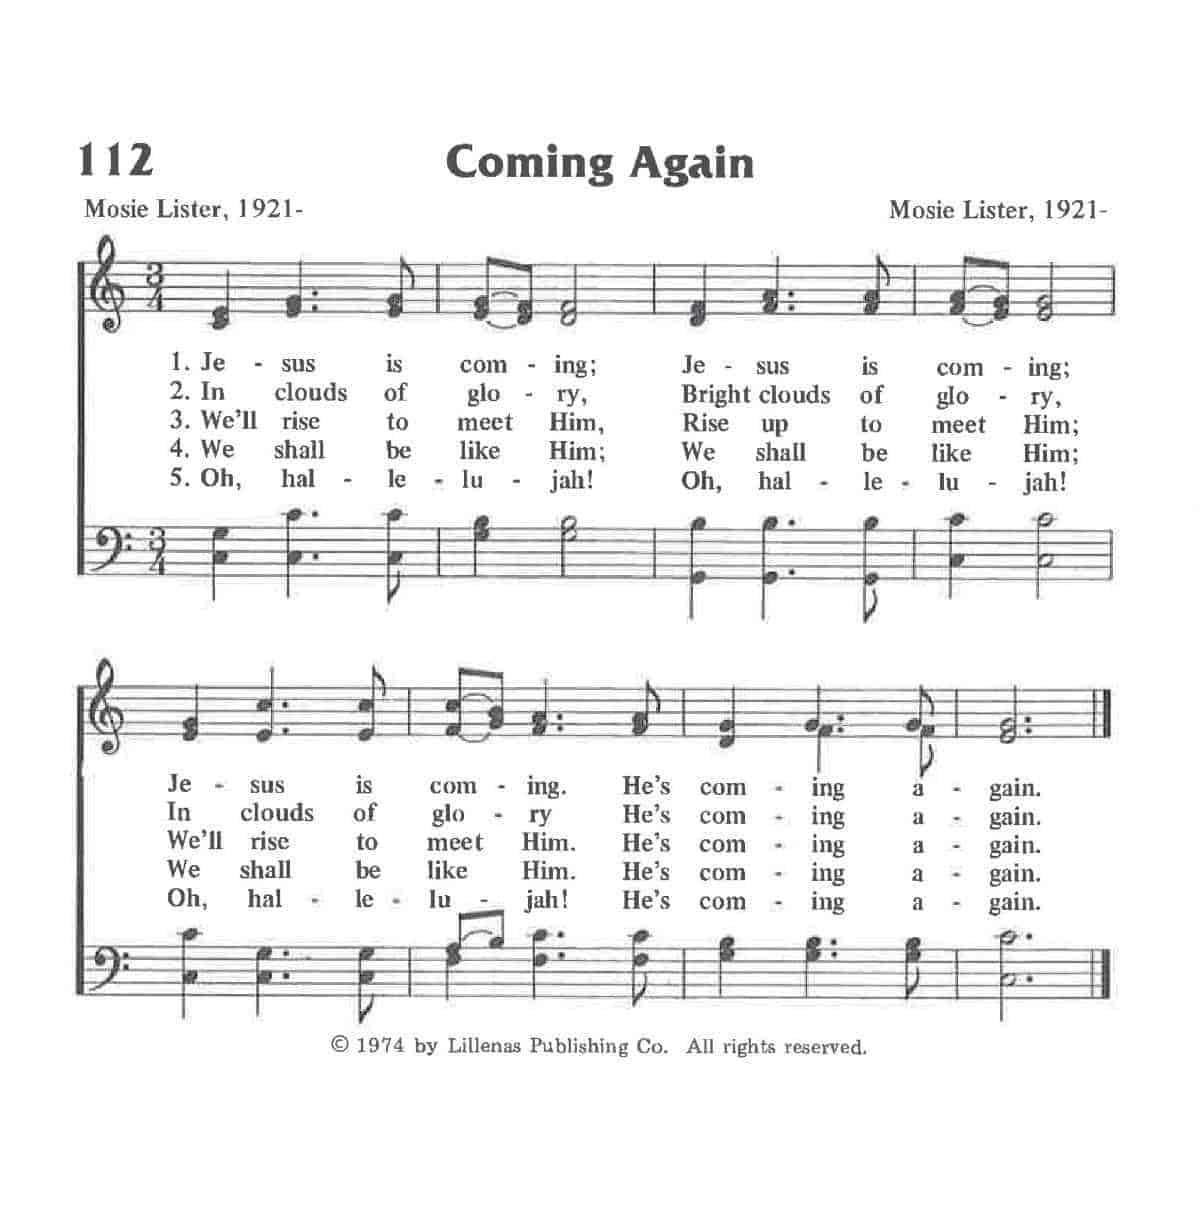 112 Coming Again
Mosie Lister, 1921- Mosie Lister, 1921-
3 4
1. Je - sus is com - ing; Je - sus is com - ing;
2. In clouds of glo - ry, Bright clouds of glo - ry,
3. We'll rise to meet Him, Rise up to meet Him;
4. We shall be like Him; We shall be like Him;
5. Oh, hal - le - lu - jah! Oh, hal - le - lu - jah!
3 4
Je - sus is com - ing. He's com - ing a - gain.
In clouds of glo - ry He's com - ing a - gain.
We'll rise to meet Him. He's com - ing a - gain.
We shall be like Him. He's com - ing a - gain.
Oh, hal - le - lu - jah! He's com - ing a - gain.
© 1974 by Lillenas Publishing Co. All rights reserved.